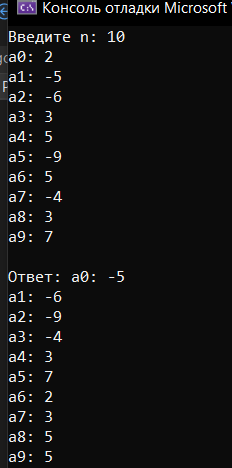 Консоль отладки Microsoft
Введите n: 10
a0: 2
a1: -5
a2: -6
a3: 3
a4: 5
a5: -9
a6: 5
a7: -4
a8: 3
a9: 7
Ответ: a0: -5
a1: -6
a2: -9
a3: -4
a4: 3
a5: 7
a6: 2
a7: 3
a8: 5
a9: 5